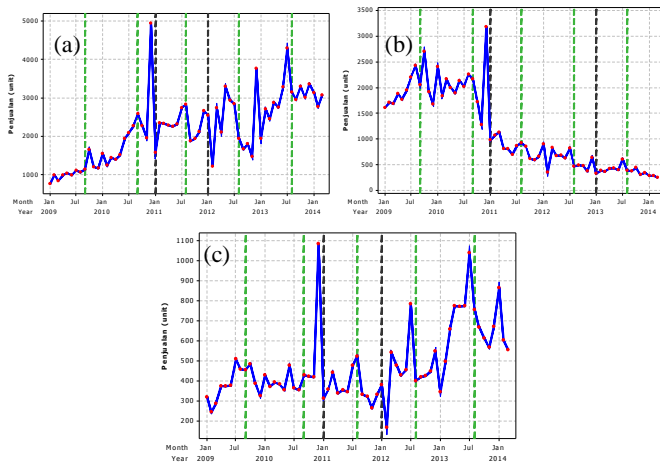 (a)
Penjualan (unit)
5000
4000
3000
2000
1000
Month Jan Jul Jan Jul Jan Jul Jan Jul Jan Jul Jan
Year 2009 2010 2011 2012 2013 2014
(b)
Penjualan (unit)
3500
3000
2500
2000
1500
1000
500
0
Month Jan Jul Jan Jul Jan Jul Jan Jul Jan Jul Jan
Year 2009 2010 2011 2012 2013 2014
(c)
Penjualan (unit)
1100
1000
900
800
700
600
500
400
300
200
Month Jan Jul Jan Jul Jan Jul Jan Jul Jan Jul Jan
Year 2009 2010 2011 2012 2013 2014